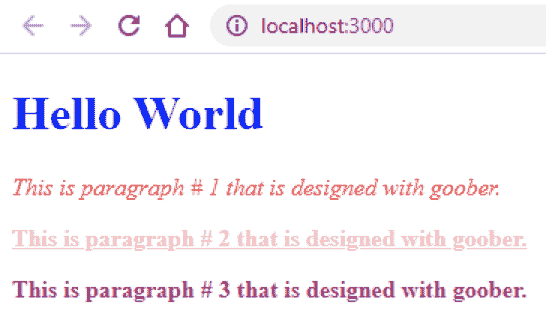 localhost:3000
Hello World
This is paragraph # 1 that is designed with goober.
This is paragraph # 2 that is designed with goober.
This is paragraph # 3 that is designed with goober.